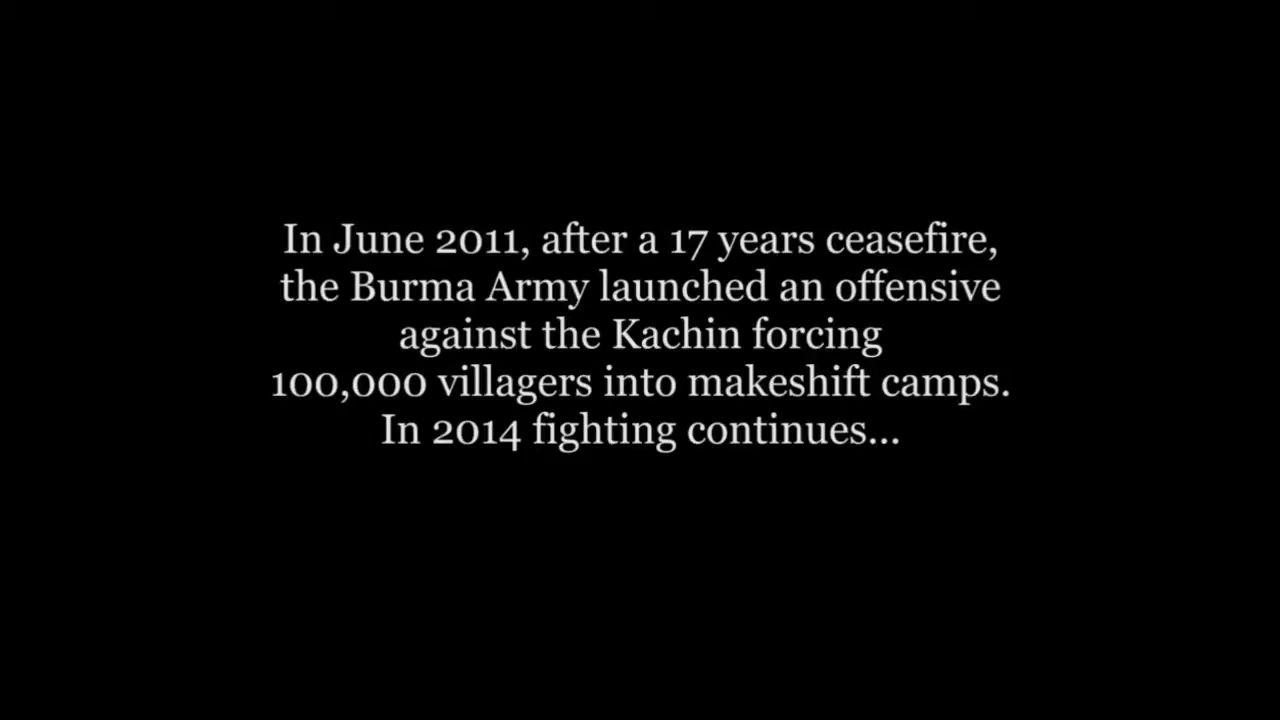 In June 2011, after a 17 years ceasefire,
the Burma Army launched an offensive
against the Kachin forcing
100,000 villagers into makeshift camps.
In 2014 fighting continues...